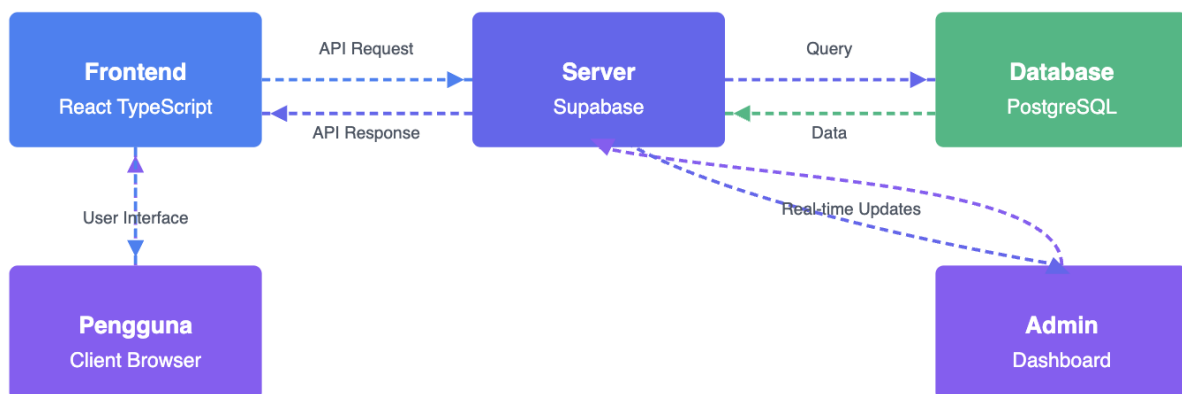 Frontend
React TypeScript
API Request
API Response
Server
Supabase
Query
Data
Database
PostgreSQL
User Interface
Real-time Updates
Pengguna
Client Browser
Admin
Dashboard